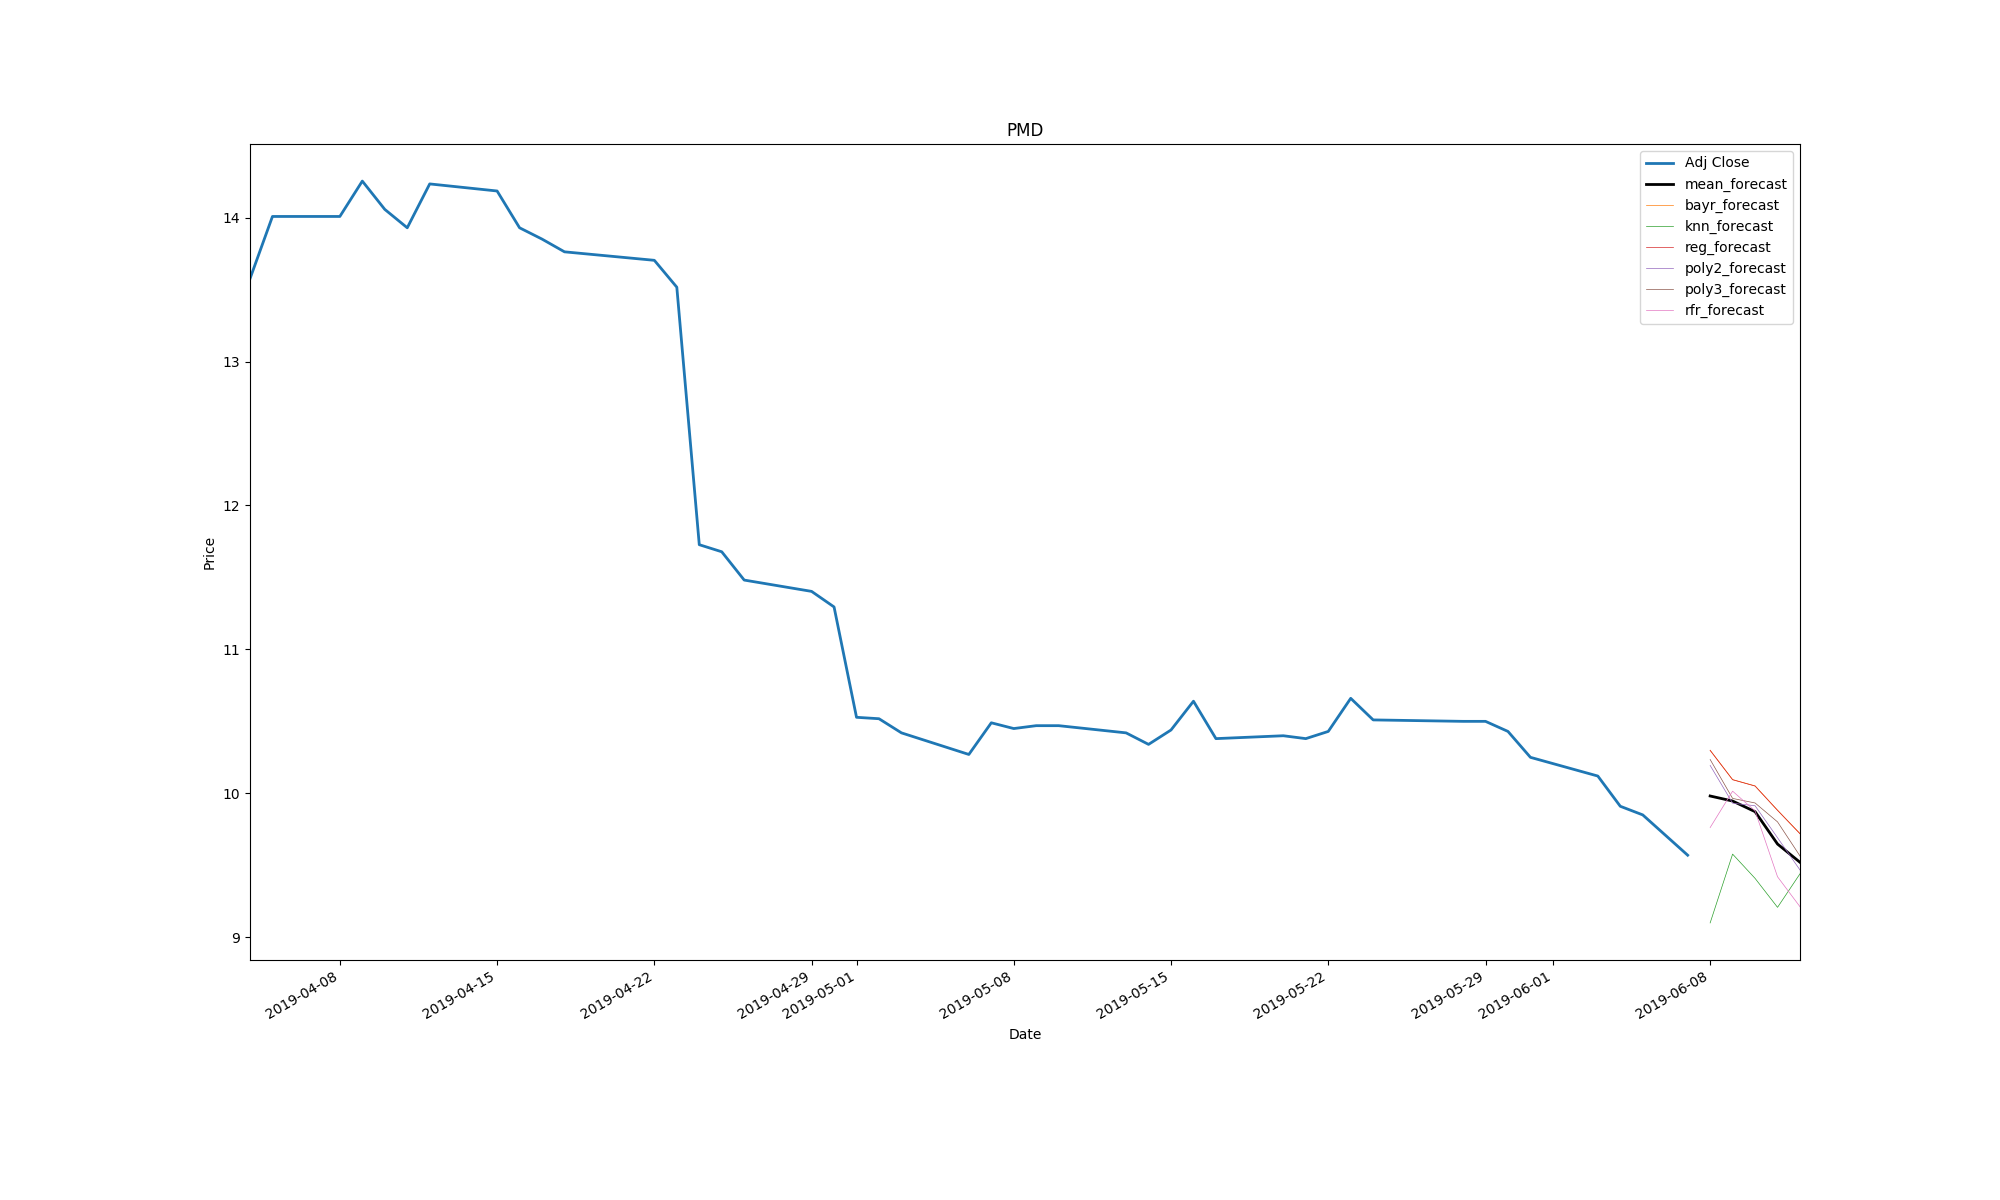 PMD
Adj Close
mean_forecast
bayr_forecast
knn_forecast
reg_forecast
poly2_forecast
poly3_forecast
rfr_forecast
14
13
12
11
10
9
Price
2019-04-08
2019-04-15
2019-04-22
2019-04-29
2019-05-01
2019-05-08
2019-05-15
2019-05-22
2019-05-29
2019-06-01
2019-06-08
Date